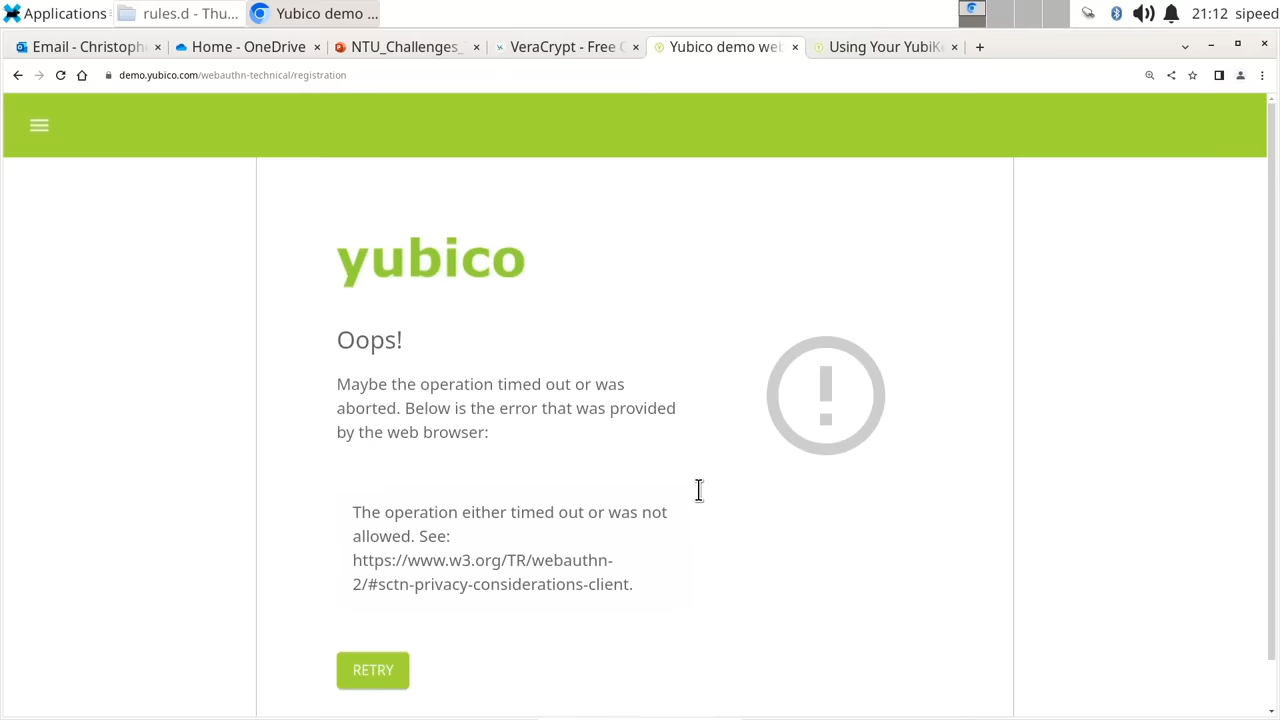 Applications
rules.d - Thu...
Yubico demo ...
21:12
sipeed
Email - Christoph
Home - OneDrive
NTU_Challenges_
VeraCrypt - Free
Yubico demo web
Using Your YubiK
demo.yubico.com/webauthn-technical/registration
yubico
Oops!
Maybe the operation timed out or was
aborted. Below is the error that was provided
by the web browser:
The operation either timed out or was not
allowed. See:
https://www.w3.org/TR/webauthn-
2/#sctn-privacy-considerations-client.
RETRY